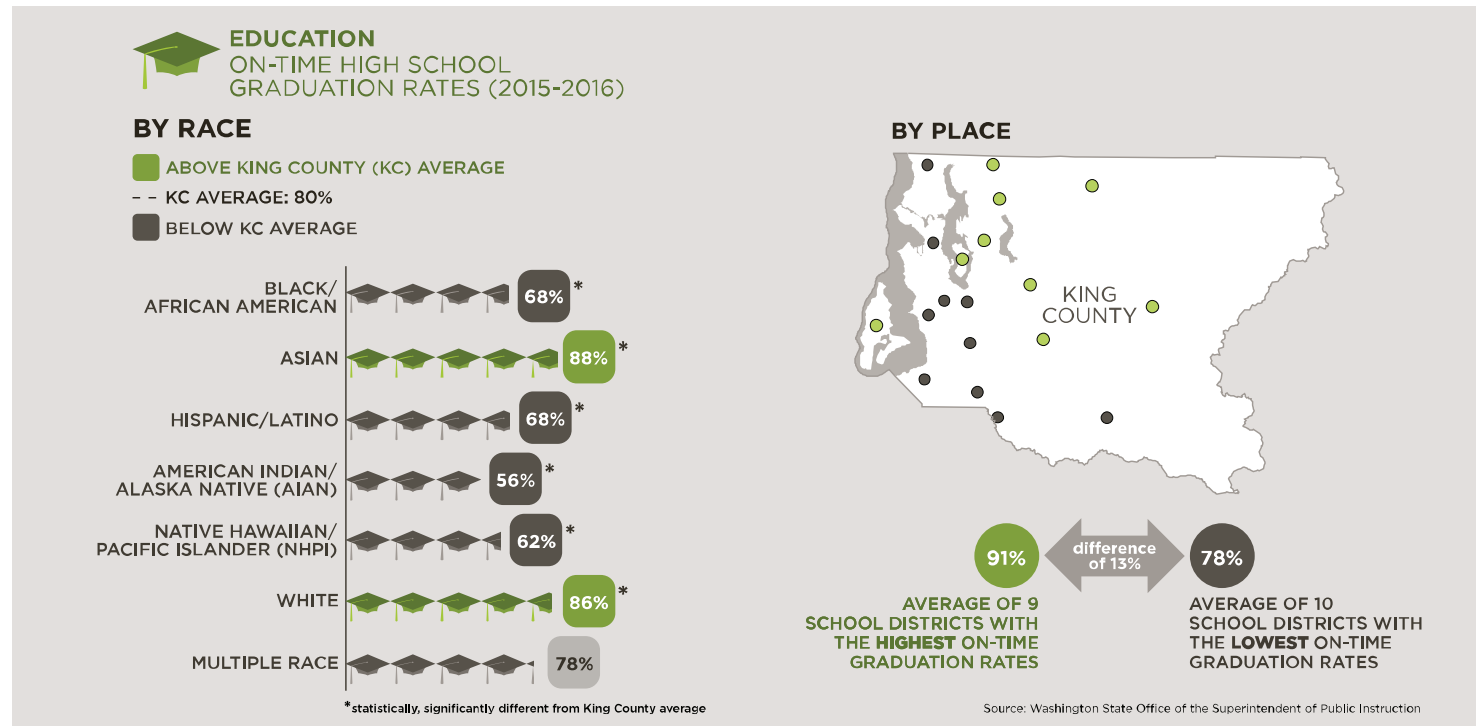 EDUCATION
ON-TIME HIGH SCHOOL
GRADUATION RATES (2015-2016)
BY RACE
ABOVE KING COUNTY (KC) AVERAGE
- - KC AVERAGE: 80%
BELOW KC AVERAGE
BLACK/
AFRICAN AMERICAN
68% *
ASIAN
88% *
HISPANIC/LATINO
68% *
AMERICAN INDIAN/
ALASKA NATIVE (AIAN)
56% *
NATIVE HAWAIIAN/
PACIFIC ISLANDER (NHPI)
62% *
WHITE
86% *
MULTIPLE RACE
78%
*statistically, significantly different from King County average
BY PLACE
KING
COUNTY
91%
difference
of 13%
78%
AVERAGE OF 9
SCHOOL DISTRICTS WITH
THE HIGHEST ON-TIME
GRADUATION RATES
AVERAGE OF 10
SCHOOL DISTRICTS WITH
THE LOWEST ON-TIME
GRADUATION RATES
Source: Washington State Office of the Superintendent of Public Instruction